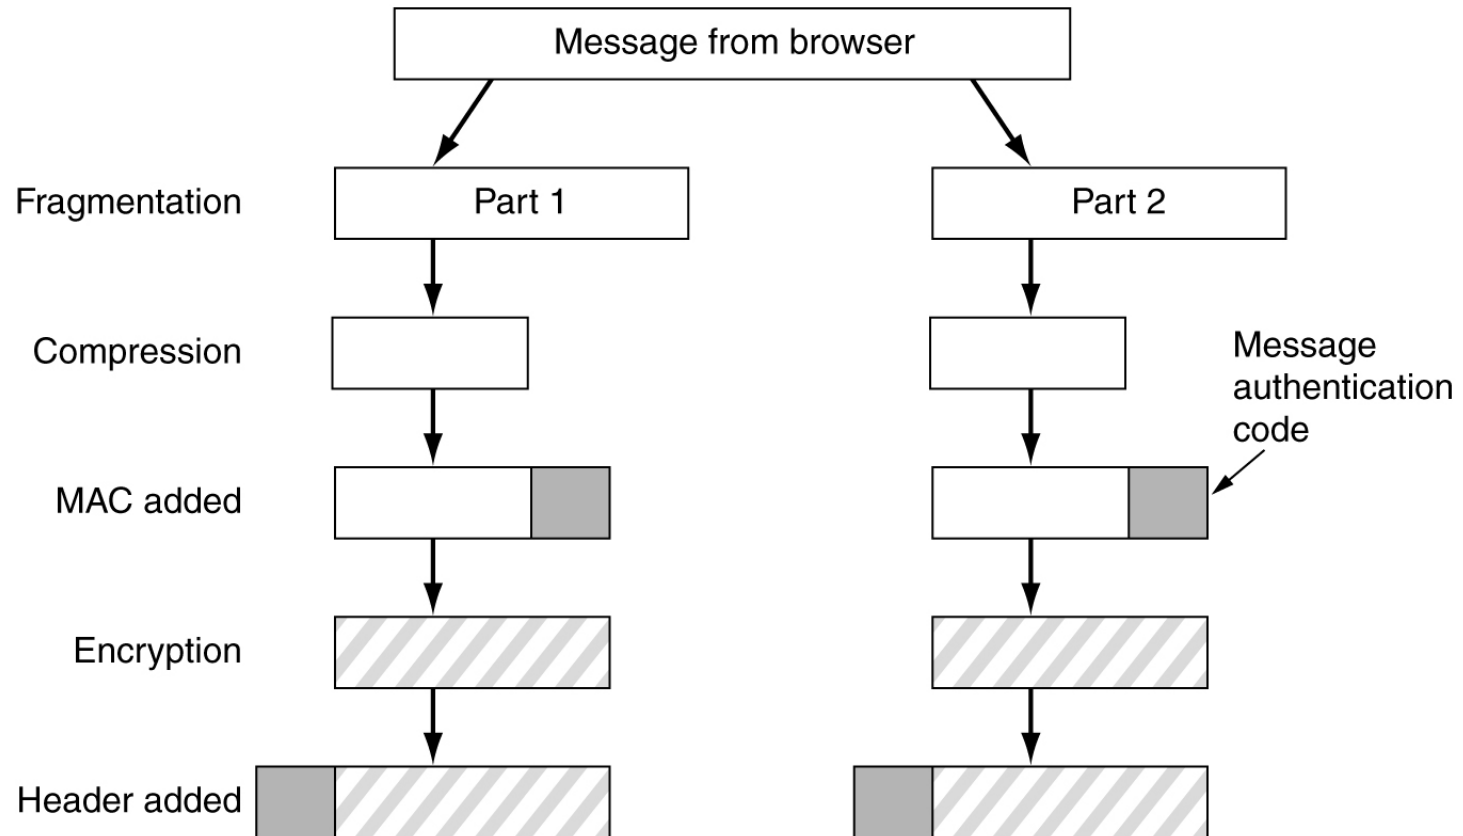 Message from browser
Fragmentation
Part 1
Part 2
Compression
Message
authentication
code
MAC added
Encryption
Header added